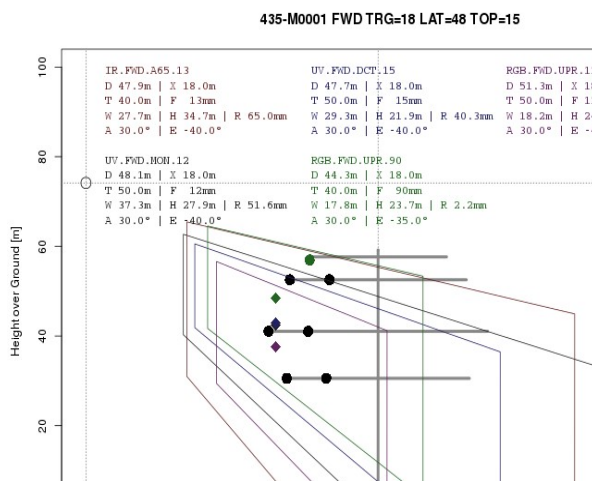 435-M0001 FWD TRG=18 LAT=48 TOP=15
IR.FWD.A65.13
D 47.9m | X 18.0m
T 40.0m | F 13mm
W 27.7m | H 34.7m | R 65.0mm
A 30.0° | E -40.0°
UV.FWD.DCT.15
D 47.7m | X 18.0m
T 50.0m | F 15mm
W 29.3m | H 21.9m | R 40.3mm
A 30.0° | E -40.0°
RGB.FWD.UPR.1
D 51.3m | X 1
T 50.0m | F 1
W 18.2m | H 2
A 30.0° | E -
UV.FWD.MON.12
D 48.1m | X 18.0m
T 50.0m | F 12mm
W 37.3m | H 27.9m | R 51.6mm
A 30.0° | E -40.0°
RGB.FWD.UPR.90
D 44.3m | X 18.0m
T 40.0m | F 90mm
W 17.8m | H 23.7m | R 2.2mm
A 30.0° | E -35.0°
Height over Ground [m]
100
80
60
40
20